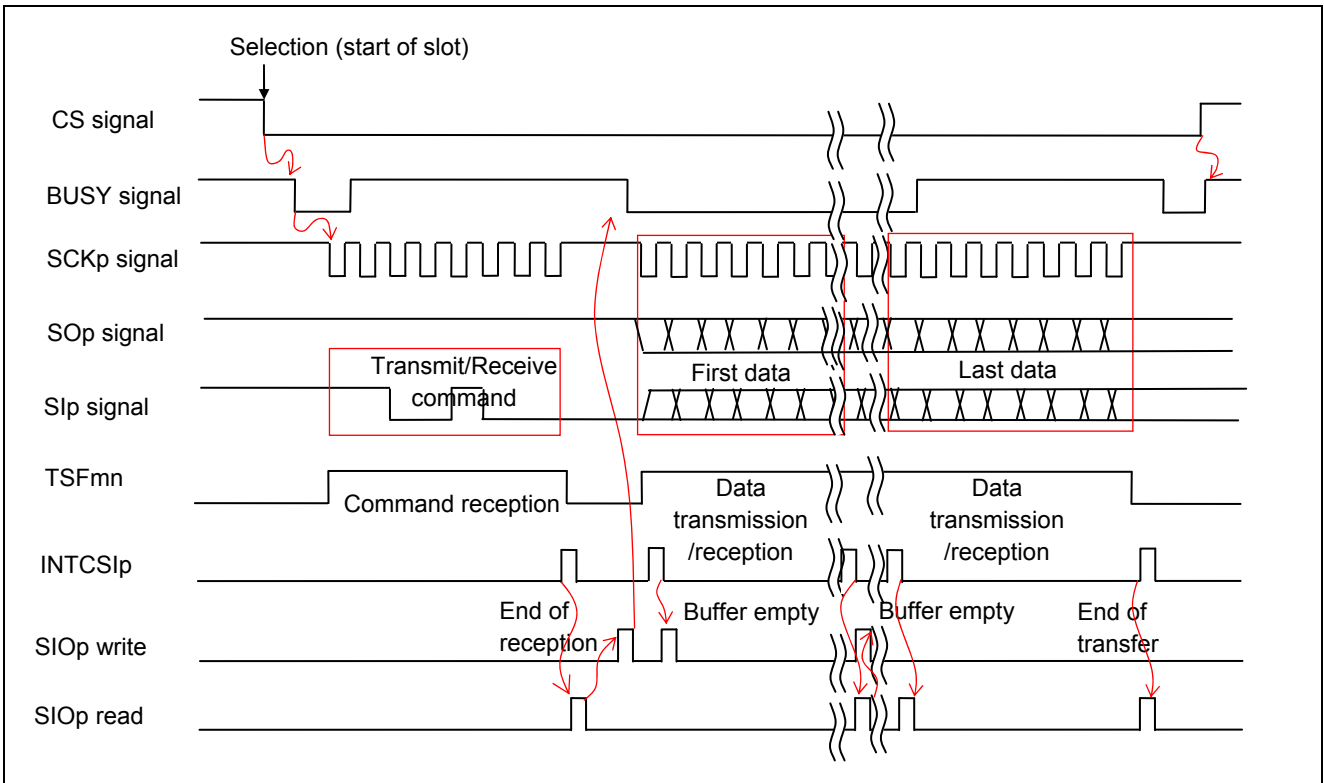 Selection (start of slot)
CS signal
BUSY signal
SCKp signal
SOp signal
Transmit/Receive
command
First data
Last data
SIp signal
TSFmn
Command reception
Data
transmission
/reception
Data
transmission
/reception
INTCSIp
End of
reception
Buffer empty
Buffer empty
End of
transfer
SIOp write
SIOp read